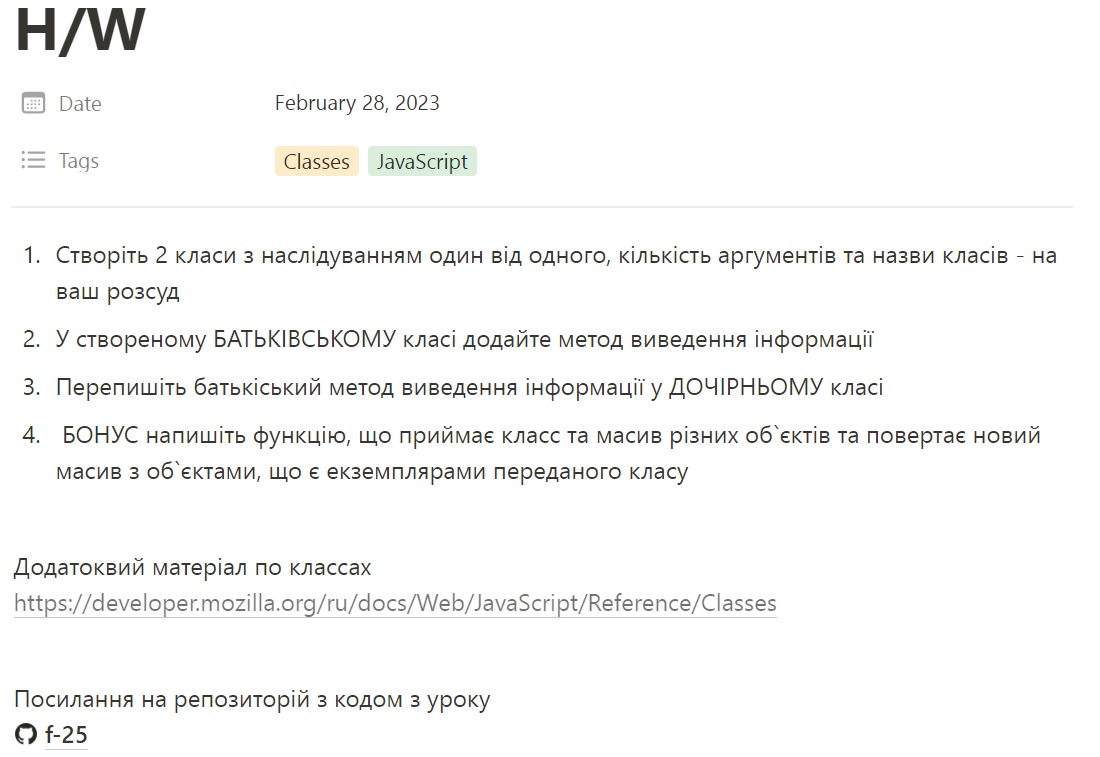 H/W
Date
February 28, 2023
Tags
Classes JavaScript
1. Створіть 2 класи з наслідуванням один від одного, кількість аргументів та назви класів - на
ваш розсуд
2. У створеному БАТЬКІВСЬКОМУ класі додайте метод виведення інформації
3. Перепишіть батькіський метод виведення інформації у ДОЧІРНЬОМУ класі
4. БОНУС напишіть функцію, що приймає класс та масив різних об`єктів та повертає новий
масив з об`єктами, що є екземплярами переданого класу
Додатоквий матеріал по классах
https://developer.mozilla.org/ru/docs/Web/JavaScript/Reference/Classes
Посилання на репозиторій з кодом з уроку
f-25